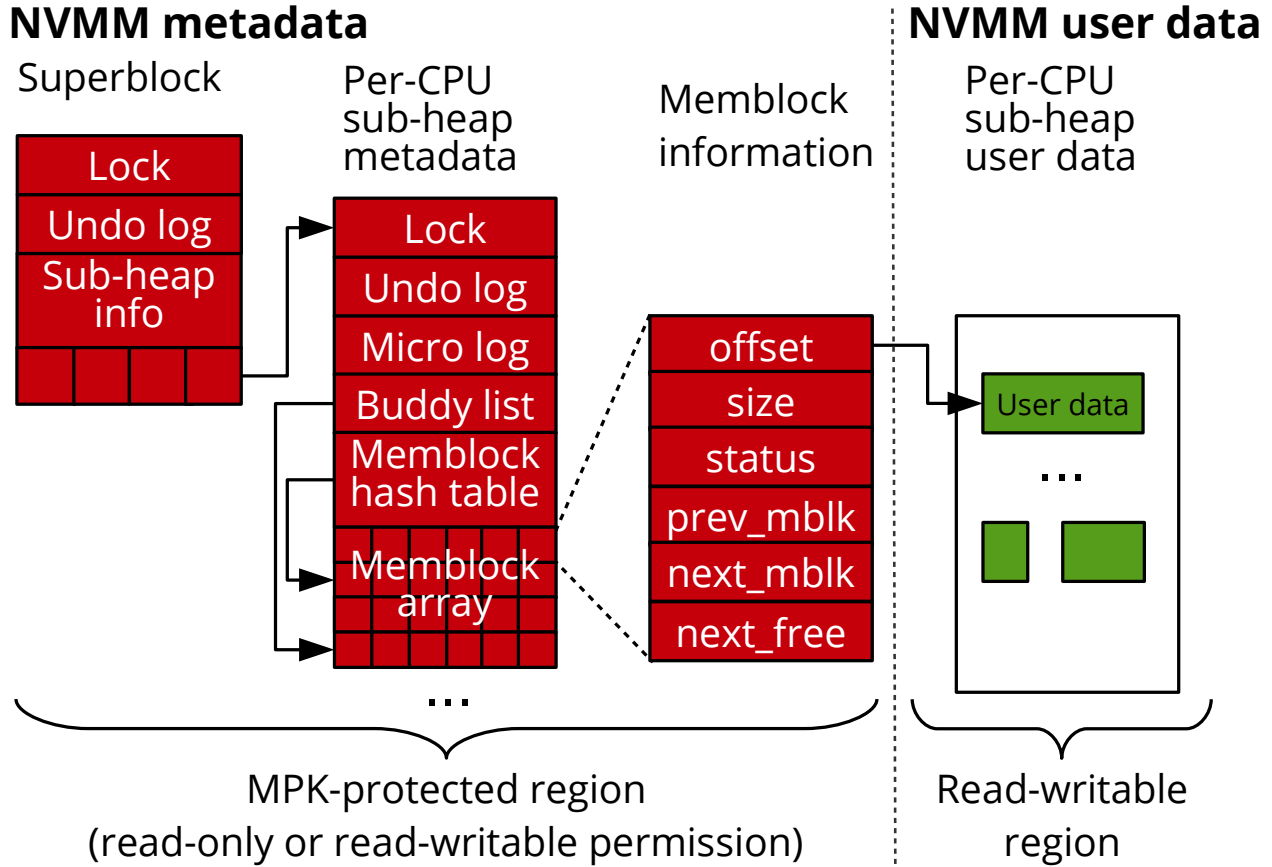 NVMM metadata
Superblock
Lock
Undo log
Sub-heap
info
Per-CPU
sub-heap
metadata
Lock
Undo log
Micro log
Buddy list
Memblock
hash table
Memblock
array
...
Memblock
information
offset
size
status
prev_mblk
next_mblk
next_free
MPK-protected region
(read-only or read-writable permission)
NVMM user data
Per-CPU
sub-heap
user data
User data
...
Read-writable
region